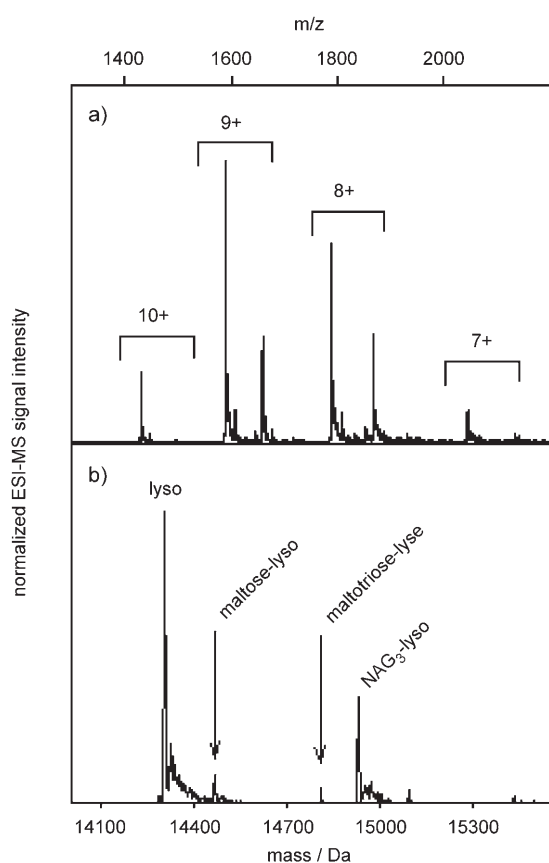 m/z
1400 1600 1800 2000
a)
9+
8+
10+
7+
normalized ESI-MS signal intensity
b)
lyso
maltose-lyso
maltotriose-lyse
NAG₃-lyso
14100 14400 14700 15000 15300
mass / Da